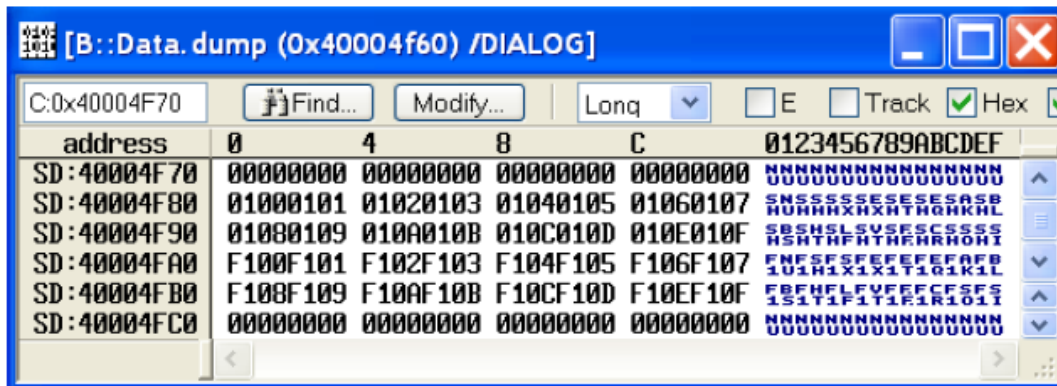 [B::Data.dump (0x40004f60) /DIALOG]
C:0x40004F70 Find... Modify... Long E Track Hex
address 0 4 8 C 0123456789ABCDEF
SD:40004F70 00000000 00000000 00000000 00000000
SD:40004F80 01000101 01020103 01040105 01060107
SD:40004F90 01080109 010A010B 010C010D 010E010F
SD:40004FA0 F100F101 F102F103 F104F105 F106F107
SD:40004FB0 F108F109 F10AF10B F10CF10D F10EF10F
SD:40004FC0 00000000 00000000 00000000 00000000